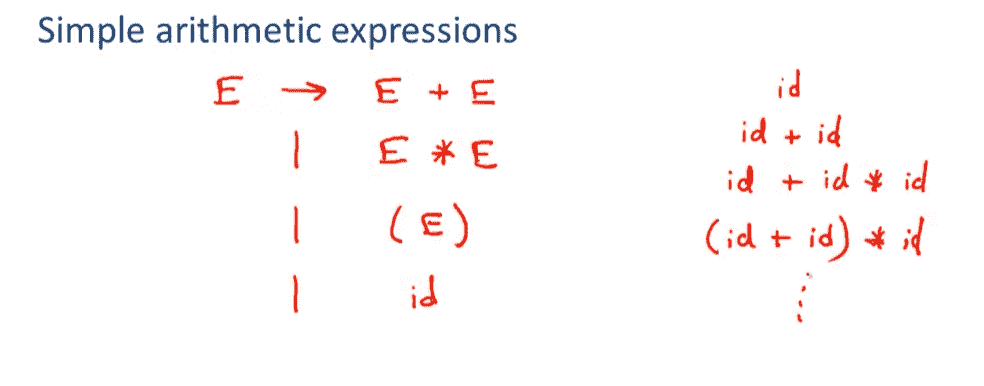 Simple arithmetic expressions
E → E + E
| E * E
| (E)
| id
id
id + id
id + id * id
(id + id) * id
⋮